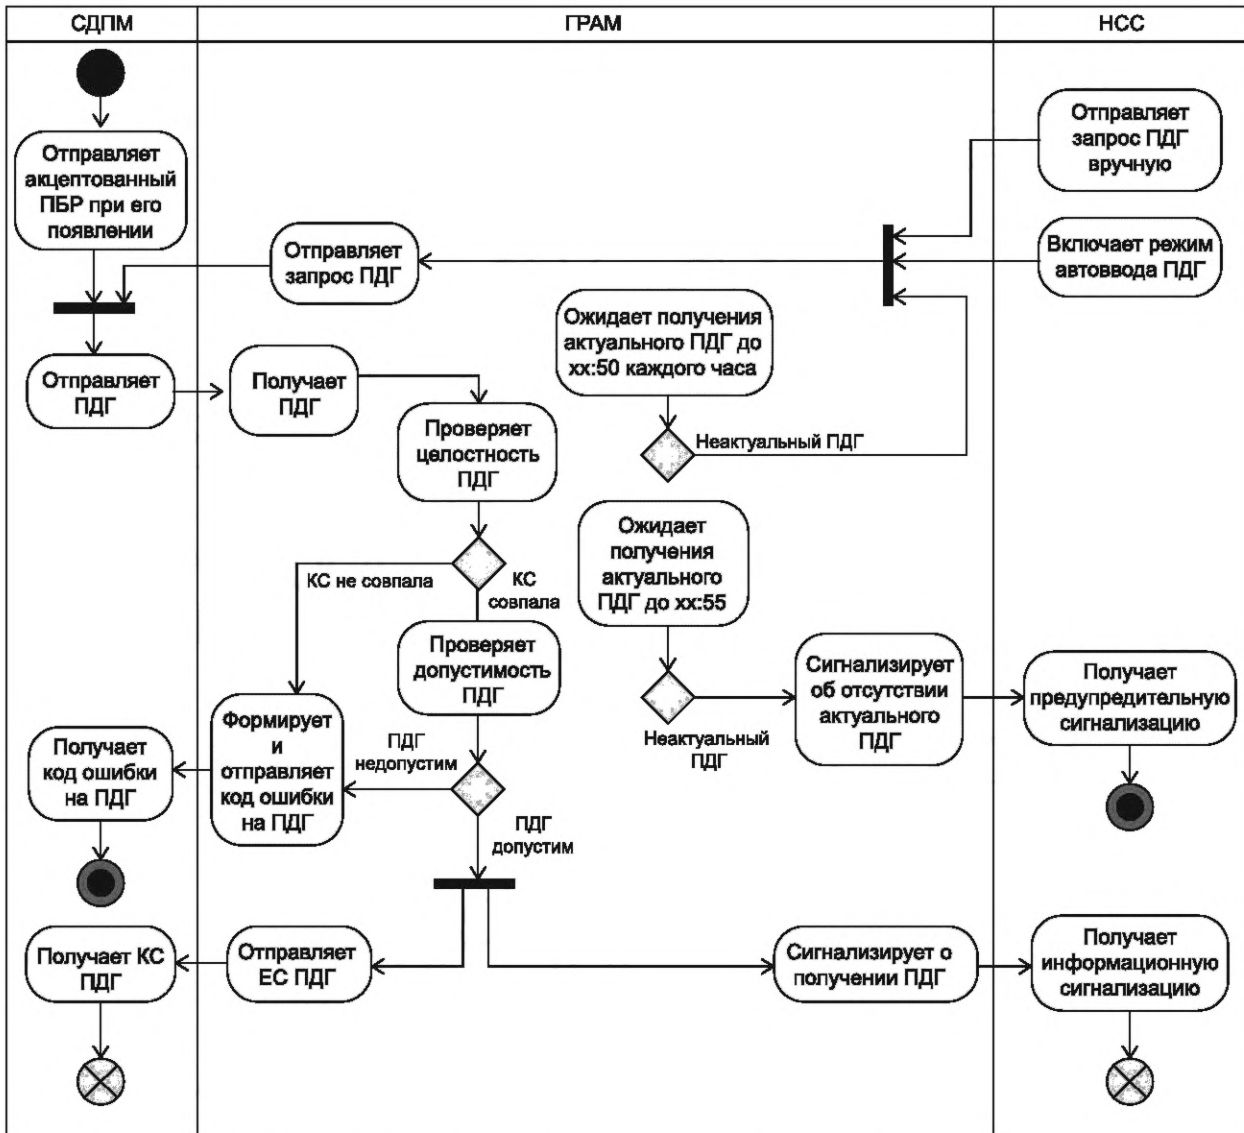 СДПМ
ГРАМ
НСС
Отправляет
акцептованный
ПБР при его
появлении
Отправляет
запрос ПДГ
вручную
Отправляет
запрос ПДГ
Включает режим
автоввода ПДГ
Ожидает получения
актуального ПДГ до
хх:50 каждого часа
Отправляет
ПДГ
Получает
ПДГ
Проверяет
целостность
ПДГ
Неактуальный ПДГ
Ожидает
получения
актуального
ПДГ до хх:55
КС не совпала
КС
совпала
Проверяет
допустимость
ПДГ
Сигнализирует
об отсутствии
актуального
ПДГ
Получает
предупредительную
сигнализацию
Неактуальный
ПДГ
Формирует
и
отправляет
код ошибки
на ПДГ
Получает
код ошибки
на ПДГ
ПДГ
недопустим
ПДГ
допустим
Получает КС
ПДГ
Отправляет
ЕС ПДГ
Сигнализирует о
получении ПДГ
Получает
информационную
сигнализацию